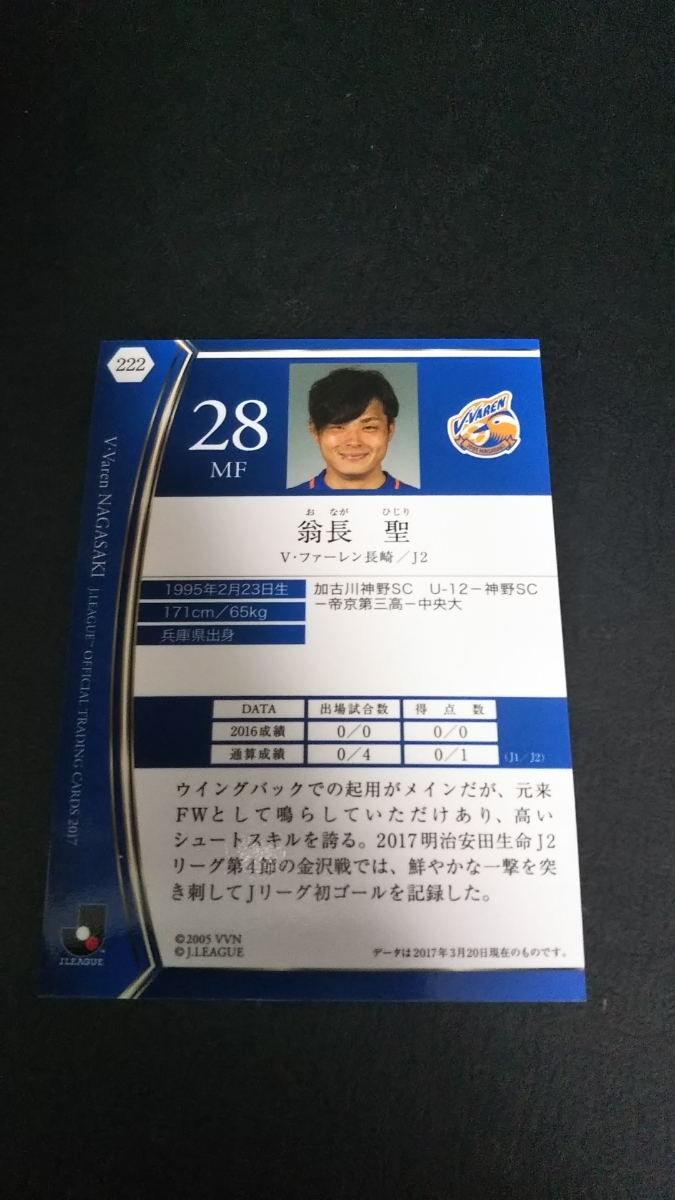 222
28
MF
V-VAREN
NAGASAKI
お なが ひじり
翁長 聖
V・ファーレン長崎/J2
1995年2月23日生
171cm/65kg
兵庫県出身
加古川神野SC U-12-神野SC
-帝京第三高-中央大
DATA 出場試合数 得点数
2016成績 0/0 0/0
通算成績 0/4 0/1 (J1/J2)
ウイングバックでの起用がメインだが、元来
FWとして鳴らしていただけあり、高い
シュートスキルを誇る。2017明治安田生命J2
リーグ第4節の金沢戦では、鮮やかな一撃を突
き刺してJリーグ初ゴールを記録した。
©2005 VVN
©J.LEAGUE
データは2017年3月20日現在のものです。
V・Varen NAGASAKI J.LEAGUE™ OFFICIAL TRADING CARDS 2017
J.LEAGUE